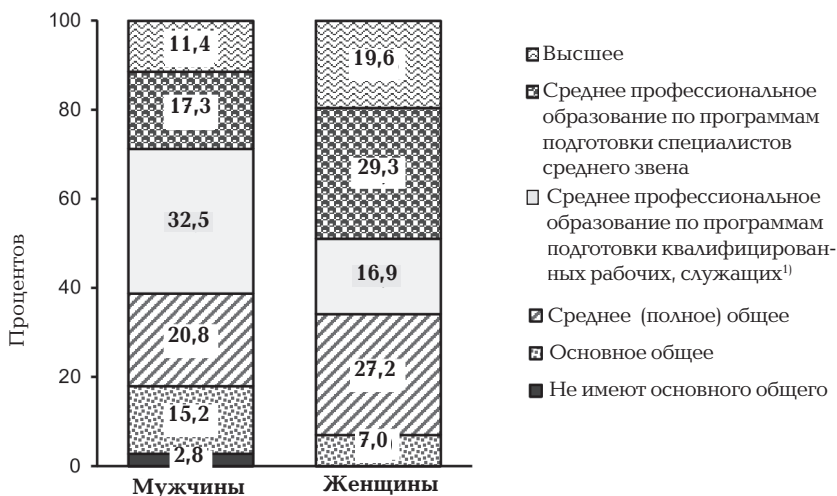 Процентов
100
80
60
40
20
0
11,4
17,3
32,5
20,8
15,2
2,8
Мужчины
19,6
29,3
16,9
27,2
7,0
Женщины
Высшее
Среднее профессиональное
образование по программам
подготовки специалистов
среднего звена
Среднее профессиональное
образование по программам
подготовки квалифицирован-
ных рабочих, служащих¹⁾
Среднее (полное) общее
Основное общее
Не имеют основного общего